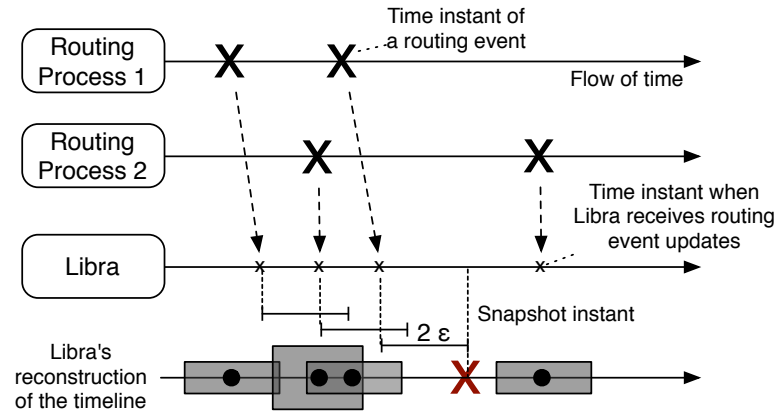 Routing
Process 1
Time instant of
a routing event
Flow of time
Routing
Process 2
Time instant when
Libra receives routing
event updates
Libra
Snapshot instant
2 ε
Libra's
reconstruction
of the timeline